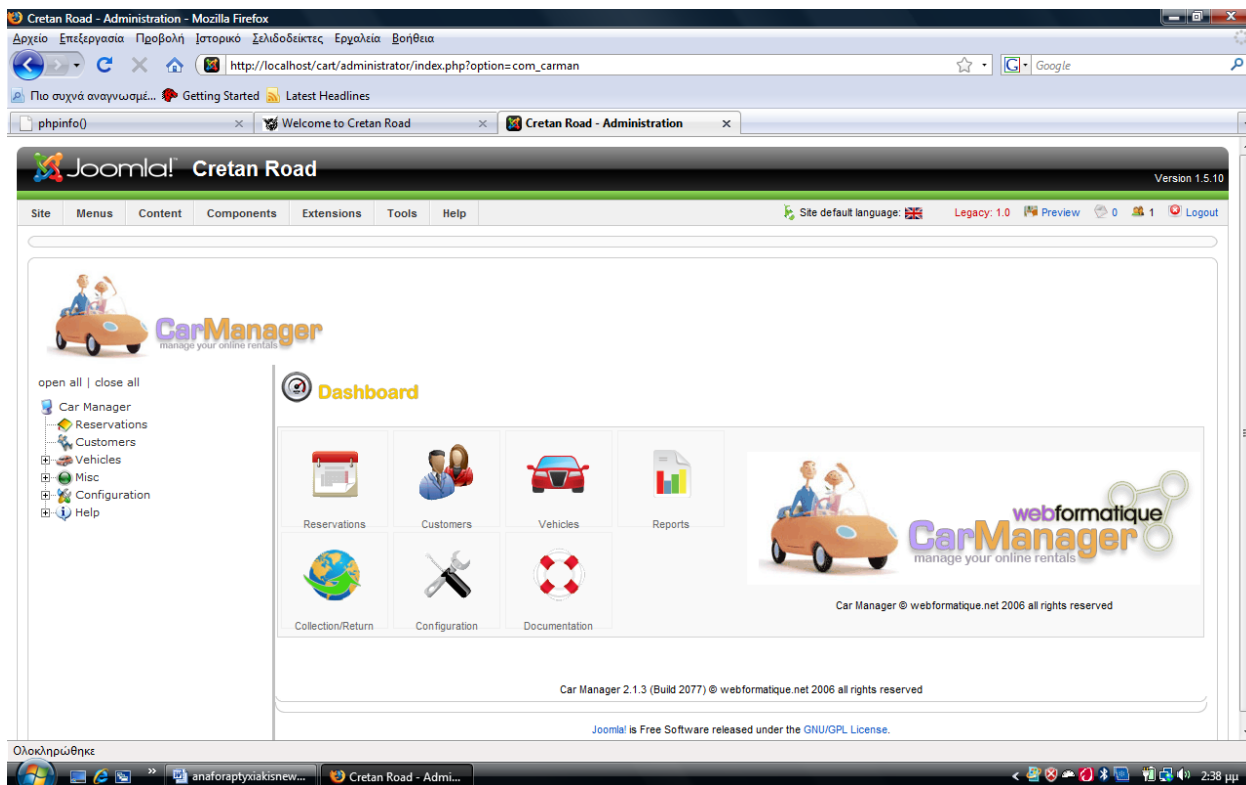 Cretan Road - Administration - Mozilla Firefox
Αρχείο Επεξεργασία Προβολή Ιστορικό Σελιδοδείκτες Εργαλεία Βοήθεια
http://localhost/cart/administrator/index.php?option=com_carman
G Google
Πιο συχνά αναγνωσμέ... Getting Started Latest Headlines
phpinfo() Welcome to Cretan Road Cretan Road - Administration
Joomla! Cretan Road
Version 1.5.10
Site Menus Content Components Extensions Tools Help Site default language: Legacy: 1.0 Preview 0 1 Logout
CarManager
manage your online rentals
open all | close all
Car Manager
Reservations
Customers
Vehicles
Misc
Configuration
Help
Dashboard
Reservations Customers Vehicles Reports
Collection/Return Configuration Documentation
webformatique
CarManager
manage your online rentals
Car Manager © webformatique.net 2006 all rights reserved
Car Manager 2.1.3 (Build 2077) © webformatique.net 2006 all rights reserved
Joomla! is Free Software released under the GNU/GPL License.
Ολοκληρώθηκε
anaforaptyxiakisnew... Cretan Road - Admi... 2:38 μμ